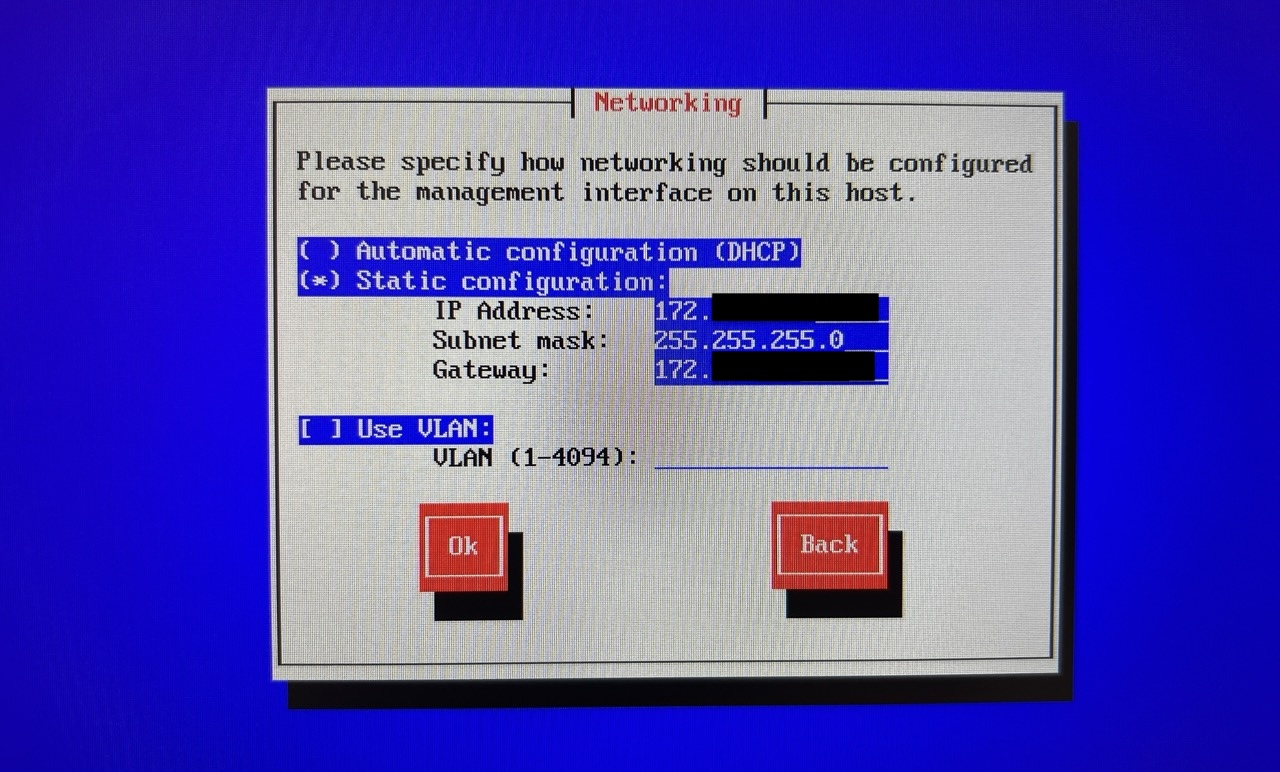 Networking
Please specify how networking should be configured
for the management interface on this host.
( ) Automatic configuration (DHCP)
(*) Static configuration:
IP Address: 172.
Subnet mask: 255.255.255.0
Gateway: 172.
[ ] Use VLAN:
VLAN (1-4094):
Ok Back